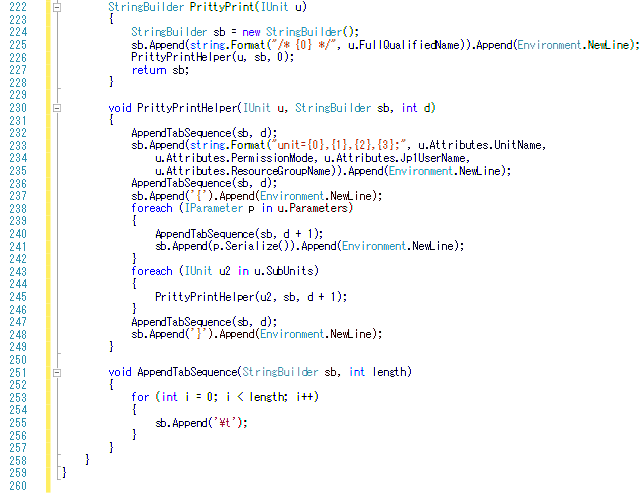 222 StringBuilder PrittyPrint(IUnit u)
223 {
224 StringBuilder sb = new StringBuilder();
225 sb.Append(string.Format("/* {0} */", u.FullQualifiedName)).Append(Environment.NewLine);
226 PrittyPrintHelper(u, sb, 0);
227 return sb;
228 }
229
230 void PrittyPrintHelper(IUnit u, StringBuilder sb, int d)
231 {
232 AppendTabSequence(sb, d);
233 sb.Append(string.Format("unit={0},{1},{2},{3};", u.Attributes.UnitName,
234 u.Attributes.PermissionMode, u.Attributes.Jp1UserName,
235 u.Attributes.ResourceGroupName)).Append(Environment.NewLine);
236 AppendTabSequence(sb, d);
237 sb.Append('{').Append(Environment.NewLine);
238 foreach (IParameter p in u.Parameters)
239 {
240 AppendTabSequence(sb, d + 1);
241 sb.Append(p.Serialize()).Append(Environment.NewLine);
242 }
243 foreach (IUnit u2 in u.SubUnits)
244 {
245 PrittyPrintHelper(u2, sb, d + 1);
246 }
247 AppendTabSequence(sb, d);
248 sb.Append('}').Append(Environment.NewLine);
249 }
250
251 void AppendTabSequence(StringBuilder sb, int length)
252 {
253 for (int i = 0; i < length; i++)
254 {
255 sb.Append('¥t');
256 }
257 }
258 }
259 }
260